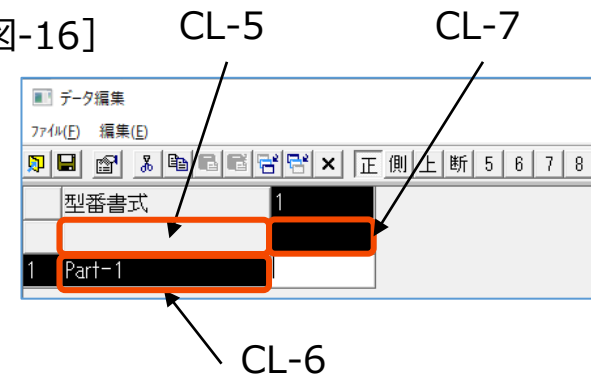 図-16]
CL-5
CL-7
データ編集
ファイル(F) 編集(E)
正 側 上 断 5 6 7 8
型番書式 1
1 Part-1
CL-6